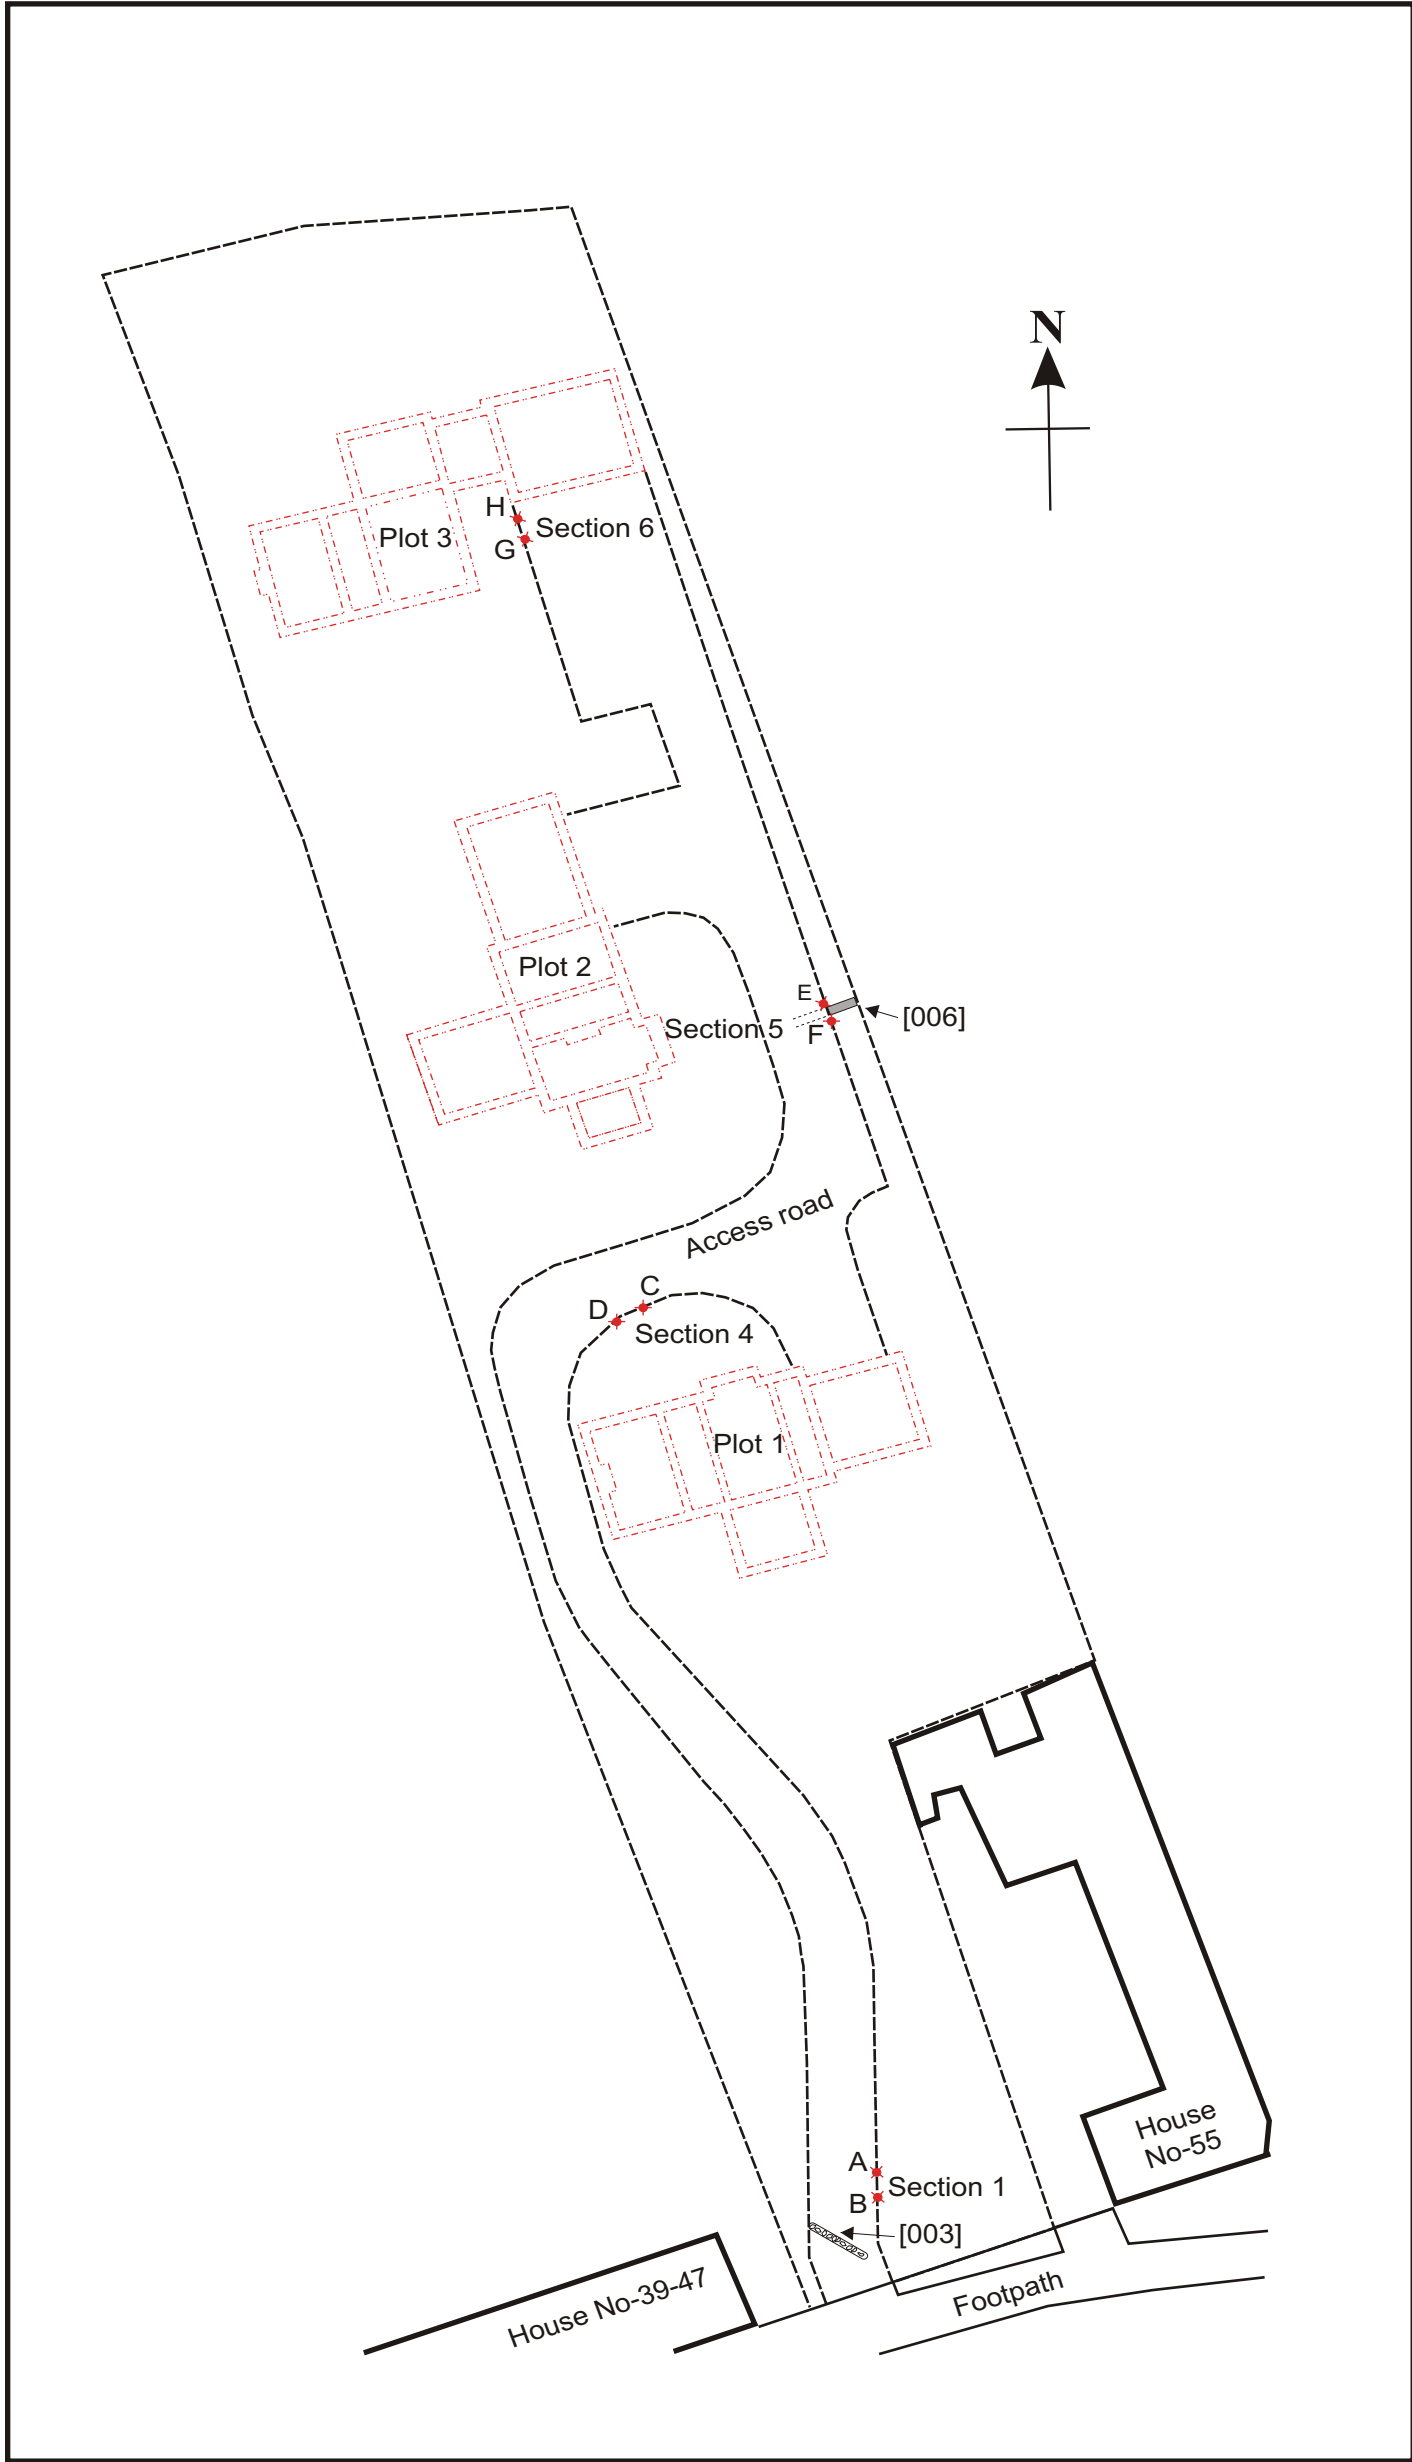 N
H
Section 6
Plot 3
G
Plot 2
E
[006]
Section 5
F
Access road
C
D
Section 4
Plot 1
House
No-55
A
Section 1
B
[003]
House No-39-47
Footpath